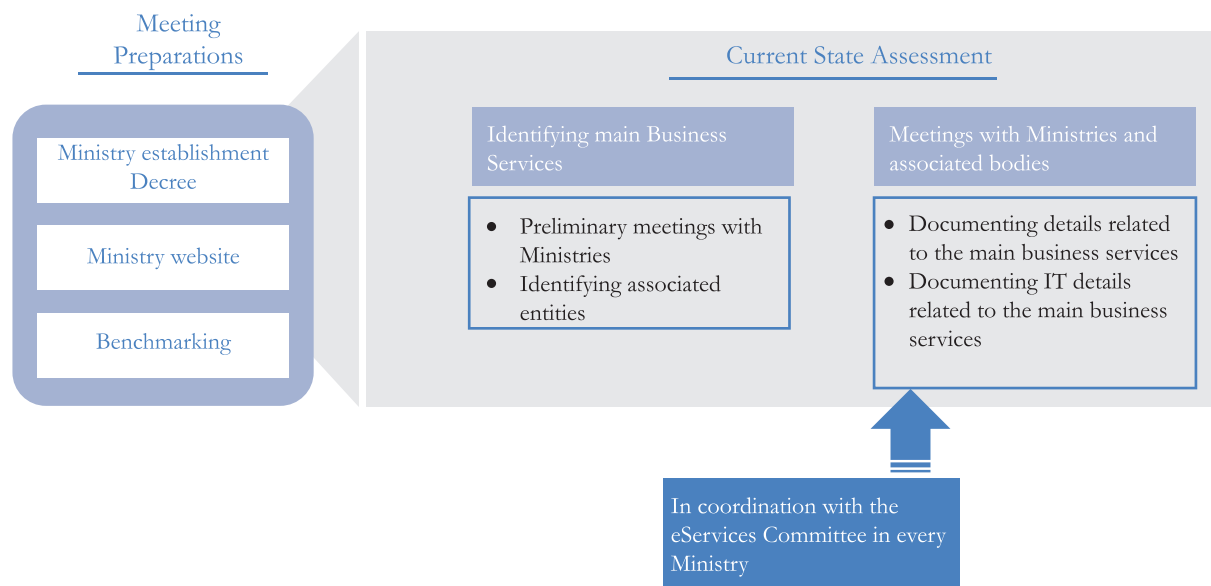 Meeting
Preparations
Ministry establishment
Decree
Ministry website
Benchmarking
Current State Assessment
Identifying main Business
Services
● Preliminary meetings with
Ministries
● Identifying associated
entities
Meetings with Ministries and
associated bodies
● Documenting details related
to the main business services
● Documenting IT details
related to the main business
services
In coordination with the
eServices Committee in every
Ministry